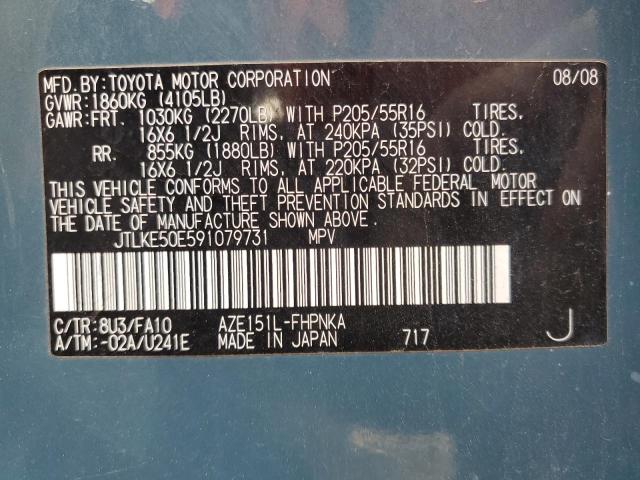 MFD.BY:TOYOTA MOTOR CORPORATION 08/08
GVWR:1860KG (4105LB)
GAWR:FRT. 1030KG (2270LB) WITH P205/55R16 TIRES,
16X6 1/2J RIMS, AT 240KPA (35PSI) COLD.
RR. 855KG (1880LB) WITH P205/55R16 TIRES,
16X6 1/2J RIMS, AT 220KPA (32PSI) COLD.
THIS VEHICLE CONFORMS TO ALL APPLICABLE FEDERAL MOTOR
VEHICLE SAFETY AND THEFT PREVENTION STANDARDS IN EFFECT ON
THE DATE OF MANUFACTURE SHOWN ABOVE.
JTLKE50E591079731 MPV
C/TR:8U3/FA10 AZE151L-FHPNKA
A/TM:-02A/U241E MADE IN JAPAN 717 J